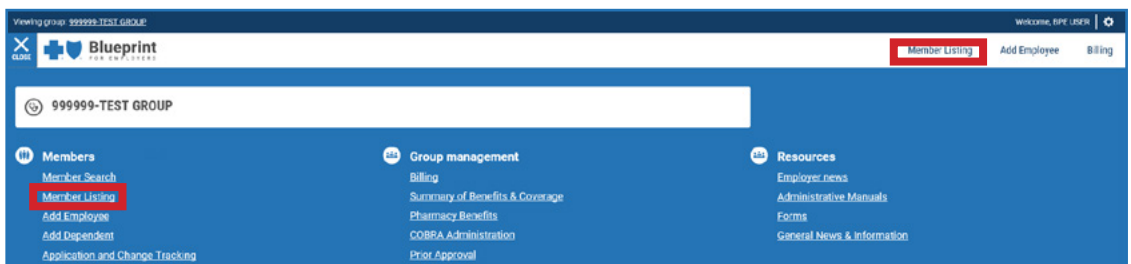 Viewing group: 999999-TEST GROUP
Welcome, BPE USER
CLOSE
Blueprint
FOR EMPLOYERS
Member Listing
Add Employee
Billing
999999-TEST GROUP
Members
Member Search
Member Listing
Add Employee
Add Dependent
Application and Change Tracking
Group management
Billing
Summary of Benefits & Coverage
Pharmacy Benefits
COBRA Administration
Prior Approval
Resources
Employer news
Administrative Manuals
Forms
General News & Information